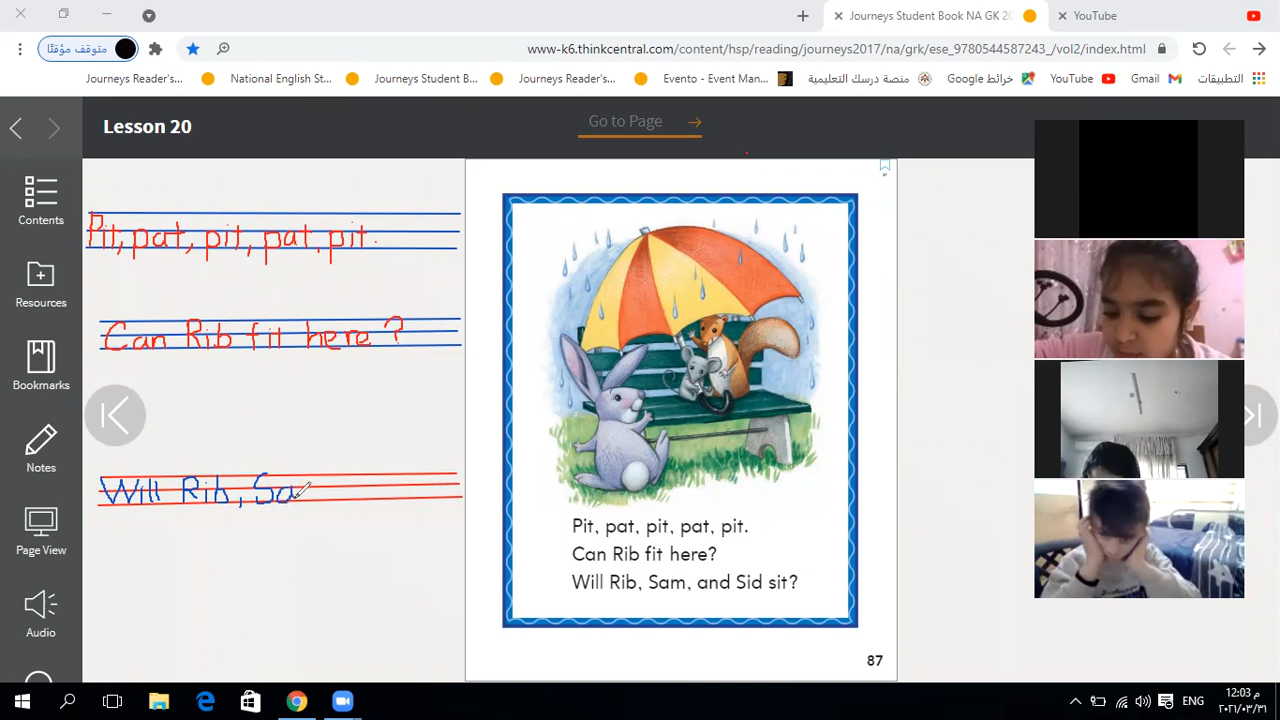 Journeys Student Book NA GK 20
YouTube
متوقف مؤقتًا
www-k6.thinkcentral.com/content/hsp/reading/journeys2017/na/grk/ese_9780544587243_/vol2/index.html
Journeys Reader's...
National English St...
Journeys Student B...
Journeys Reader's...
Evento - Event Man...
منصة درسك التعليمية
خرائط Google
YouTube
Gmail
التطبيقات
Lesson 20
Go to Page
Contents
Resources
Bookmarks
Notes
Page View
Audio
Pit, pat, pit, pat, pit.
Can Rib fit here?
Will Rib, Sa
Pit, pat, pit, pat, pit.
Can Rib fit here?
Will Rib, Sam, and Sid sit?
87
ENG
12:03 م
٢٠٢١/٠٣/٣١